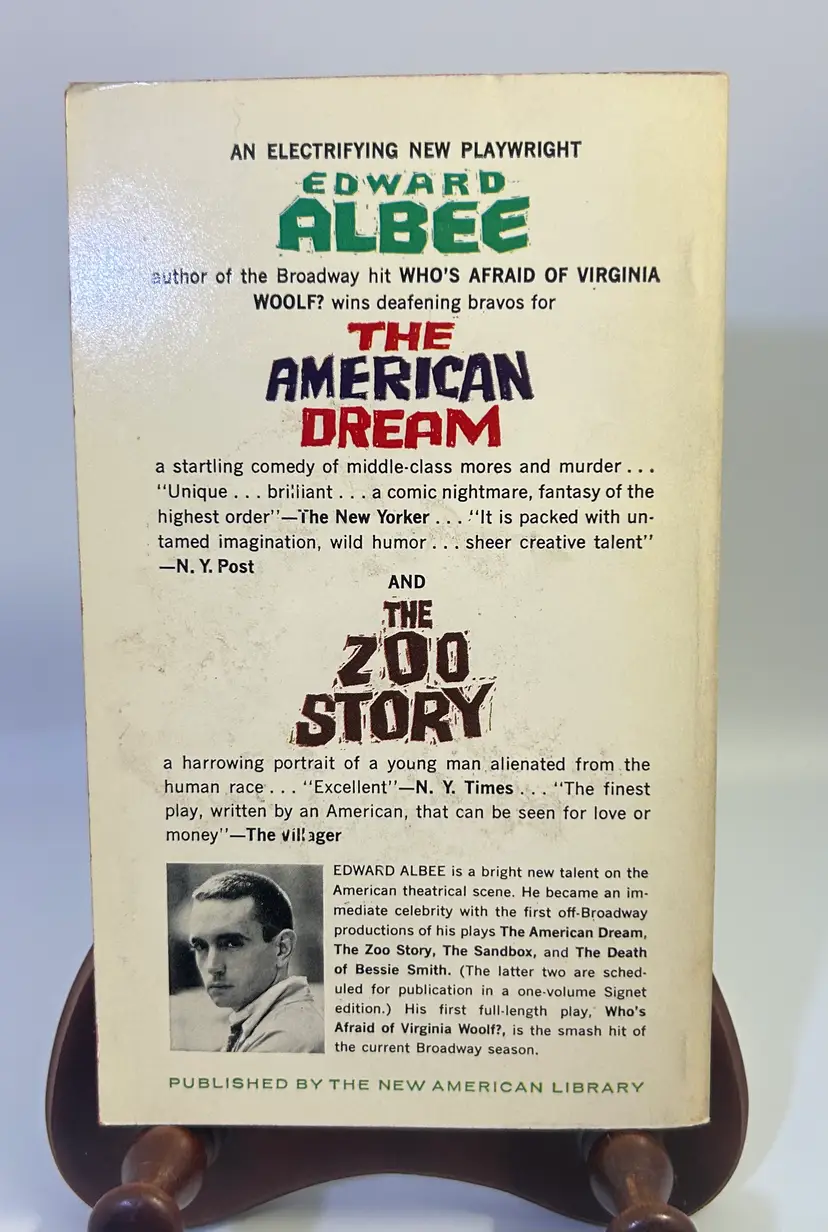 AN ELECTRIFYING NEW PLAYWRIGHT
EDWARD
ALBEE
author of the Broadway hit WHO'S AFRAID OF VIRGINIA
WOOLF? wins deafening bravos for
THE
AMERICAN
DREAM
a startling comedy of middle-class mores and murder . . .
“Unique . . . brilliant . . . a comic nightmare, fantasy of the
highest order”—The New Yorker . . . “It is packed with un-
tamed imagination, wild humor . . . sheer creative talent”
—N. Y. Post
AND
THE
ZOO
STORY
a harrowing portrait of a young man alienated from the
human race . . . “Excellent”—N. Y. Times . . . “The finest
play, written by an American, that can be seen for love or
money”—The Villager
EDWARD ALBEE is a bright new talent on the
American theatrical scene. He became an im-
mediate celebrity with the first off-Broadway
productions of his plays The American Dream,
The Zoo Story, The Sandbox, and The Death
of Bessie Smith. (The latter two are sched-
uled for publication in a one-volume Signet
edition.) His first full-length play, Who's
Afraid of Virginia Woolf?, is the smash hit of
the current Broadway season.
PUBLISHED BY THE NEW AMERICAN LIBRARY